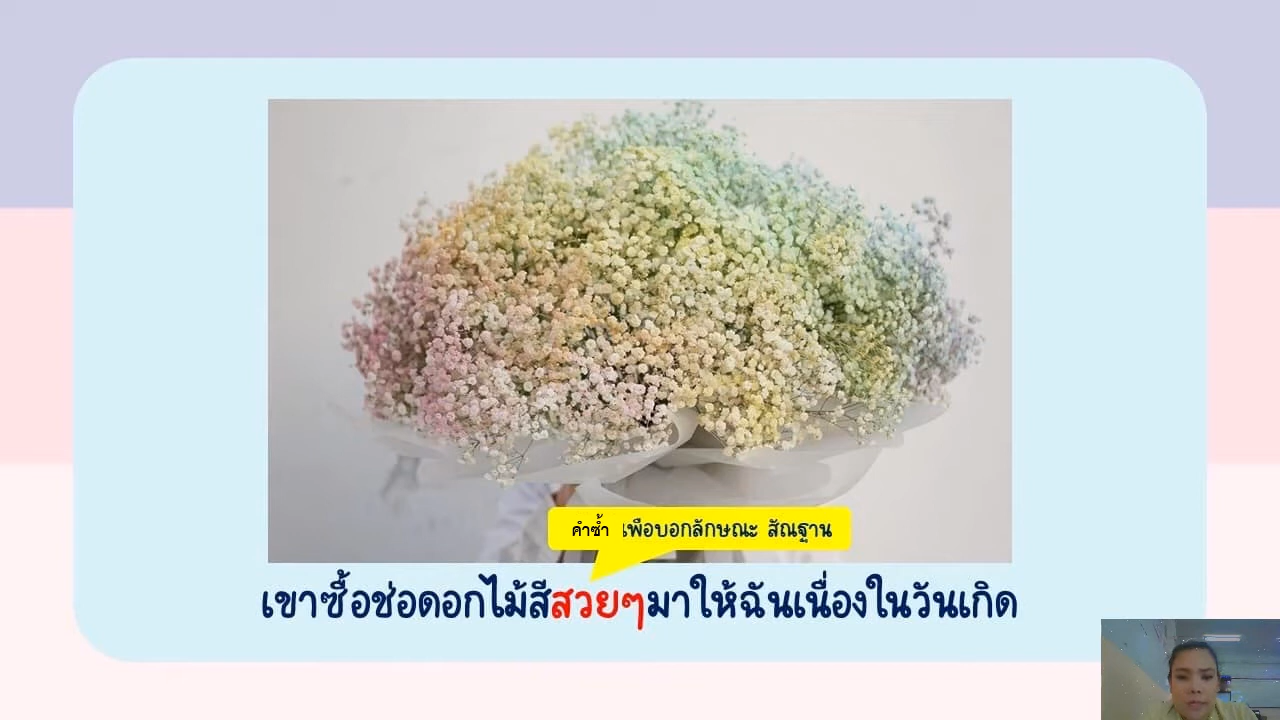 คำซ้ำ เพื่อบอกลักษณะ สัณฐาน
เขาซื้อช่อดอกไม้สีสวยๆมาให้ฉันเนื่องในวันเกิด